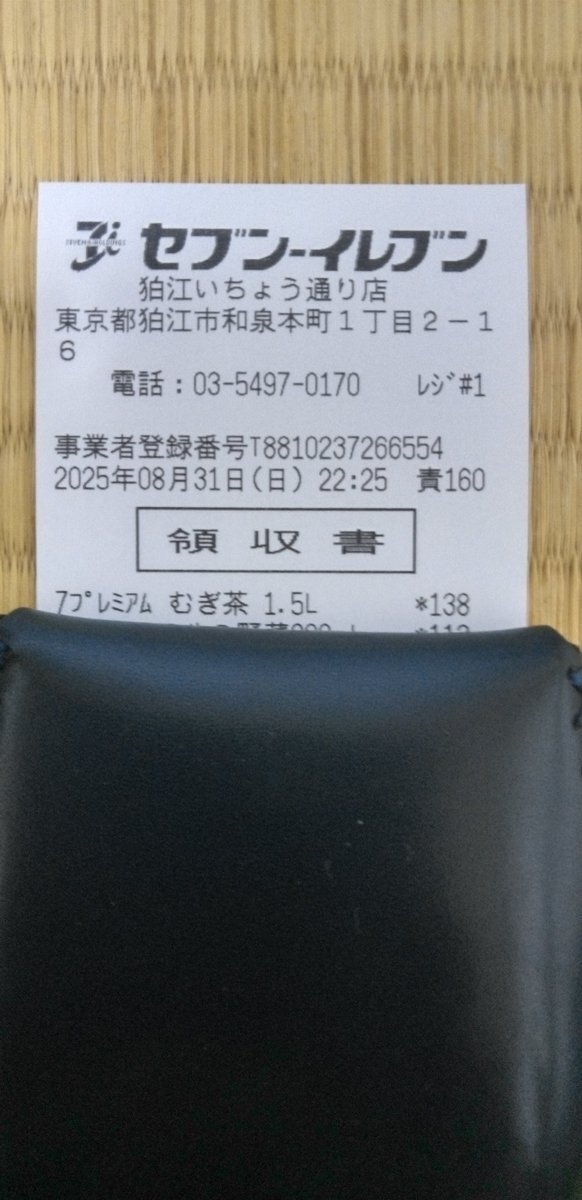 セブン-イレブン
狛江いちょう通り店
東京都狛江市和泉本町1丁目2-1
6
電話:03-5497-0170 レジ#1
事業者登録番号T8810237266554
2025年08月31日(日) 22:25 責160
領収書
7プレミアム むぎ茶 1.5L *138